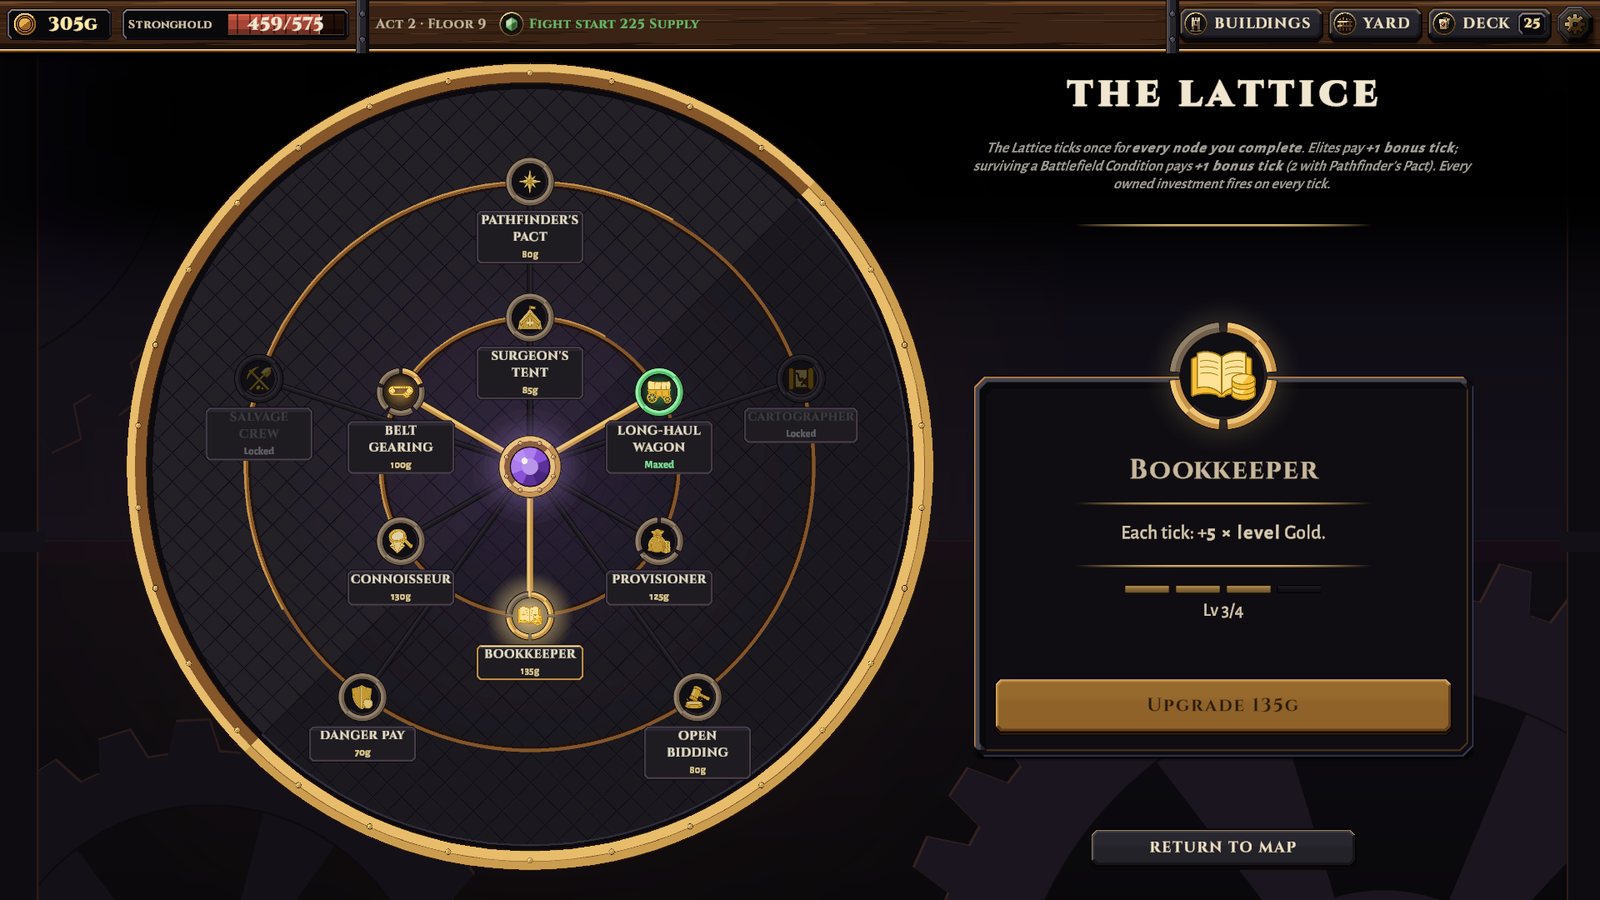 305G
STRONGHOLD 459/575
ACT 2 · FLOOR 9
FIGHT START 225 SUPPLY
BUILDINGS
YARD
DECK 25
THE LATTICE
The Lattice ticks once for every node you complete. Elites pay +1 bonus tick;
surviving a Battlefield Condition pays +1 bonus tick (2 with Pathfinder's Pact). Every
owned investment fires on every tick.
PATHFINDER'S
PACT
80g
SURGEON'S
TENT
85g
SALVAGE
CREW
Locked
BELT
GEARING
100g
LONG-HAUL
WAGON
Maxed
CARTOGRAPHER
Locked
CONNOISSEUR
130g
PROVISIONER
125g
BOOKKEEPER
135g
DANGER PAY
70g
OPEN
BIDDING
80g
BOOKKEEPER
Each tick: +5 × level Gold.
Lv 3/4
UPGRADE 135G
RETURN TO MAP